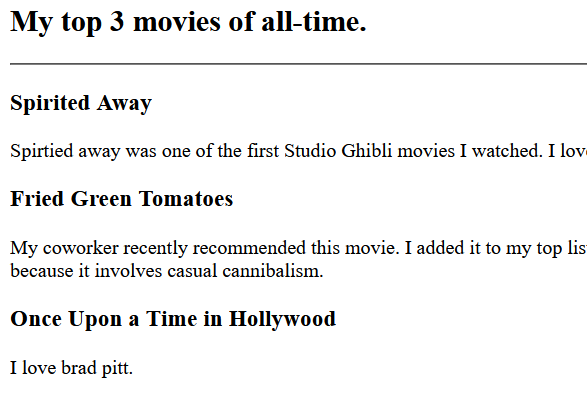 My top 3 movies of all-time.
Spirited Away
Spirtied away was one of the first Studio Ghibli movies I watched. I
Fried Green Tomatoes
My coworker recently recommended this movie. I added it to my top
because it involves casual cannibalism.
Once Upon a Time in Hollywood
I love brad pitt.